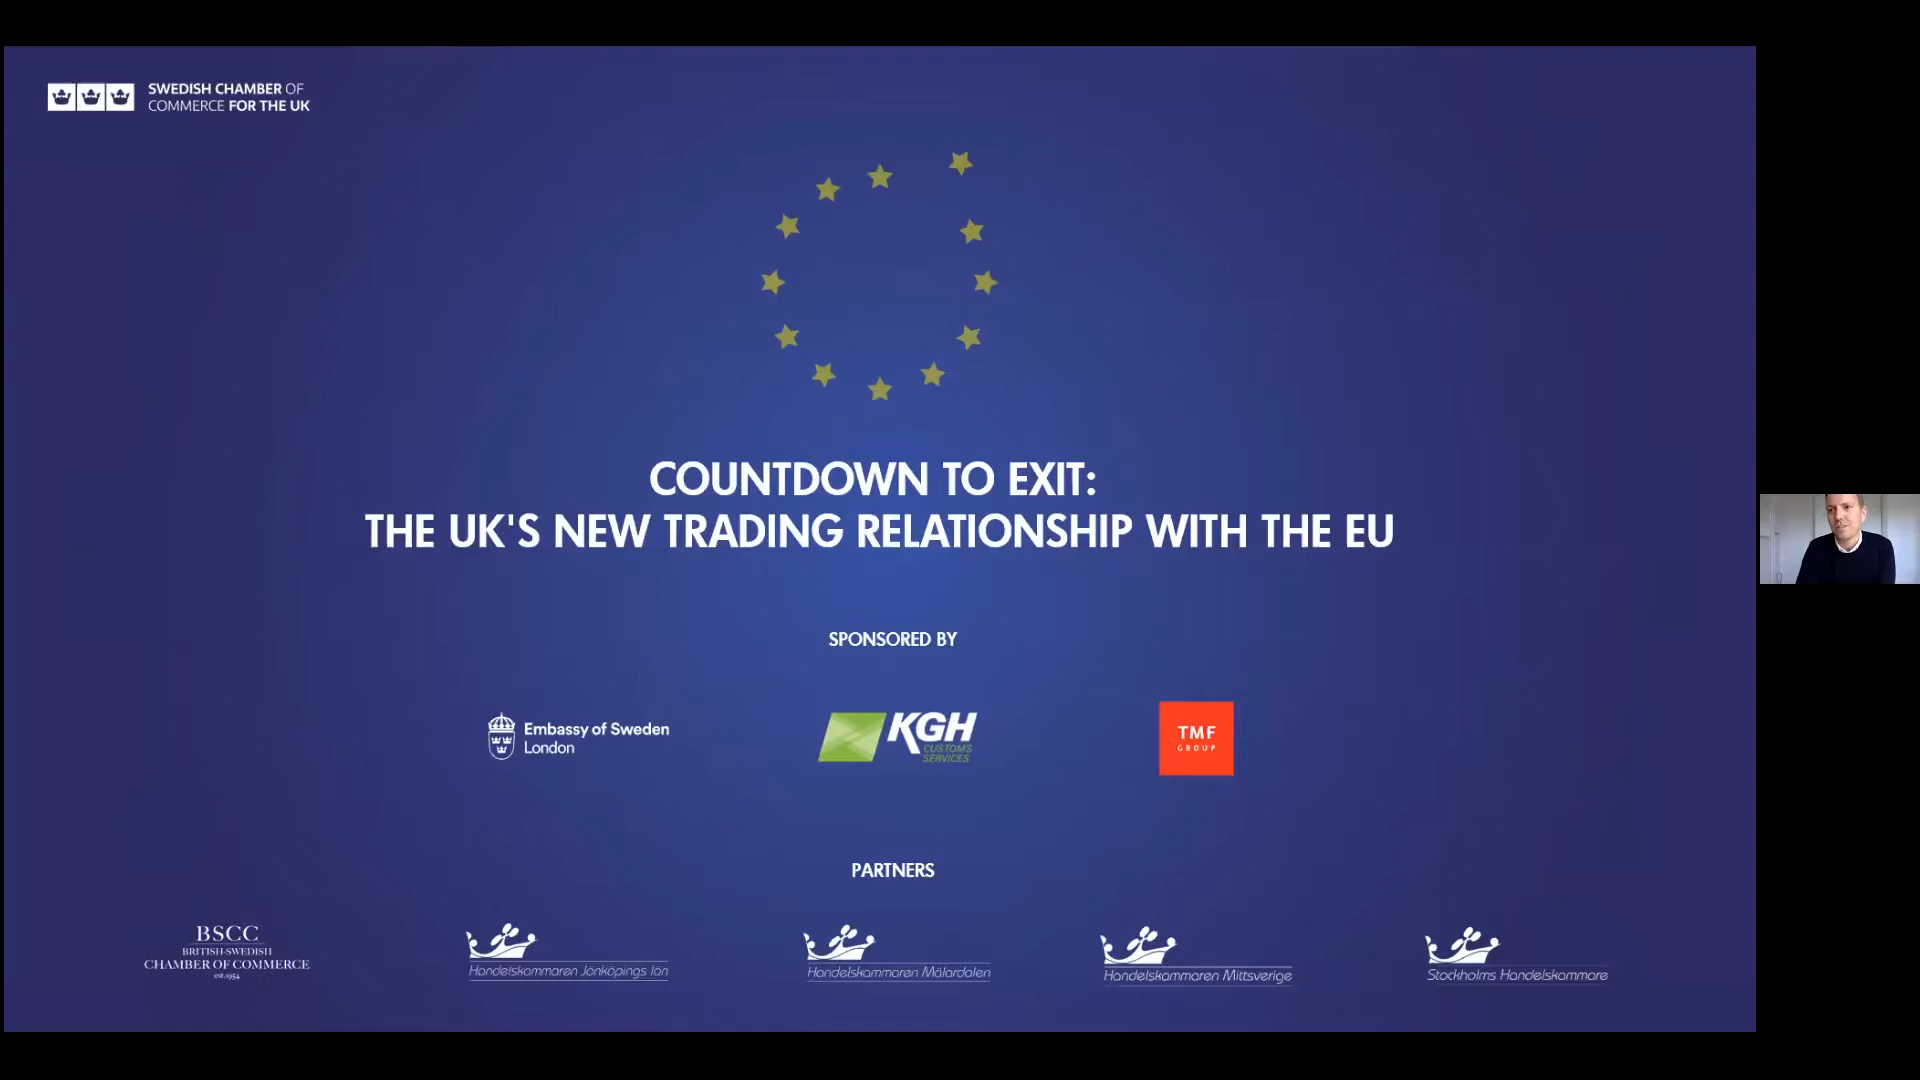 SWEDISH CHAMBER OF
COMMERCE FOR THE UK
COUNTDOWN TO EXIT:
THE UK'S NEW TRADING RELATIONSHIP WITH THE EU
SPONSORED BY
Embassy of Sweden
London
KGH
CUSTOMS
SERVICES
TMF
GROUP
PARTNERS
BSCC
BRITISH-SWEDISH
CHAMBER OF COMMERCE
est.1954
Handelskammaren Jönköpings län
Handelskammaren Mälardalen
Handelskammaren Mittsverige
Stockholms Handelskammare